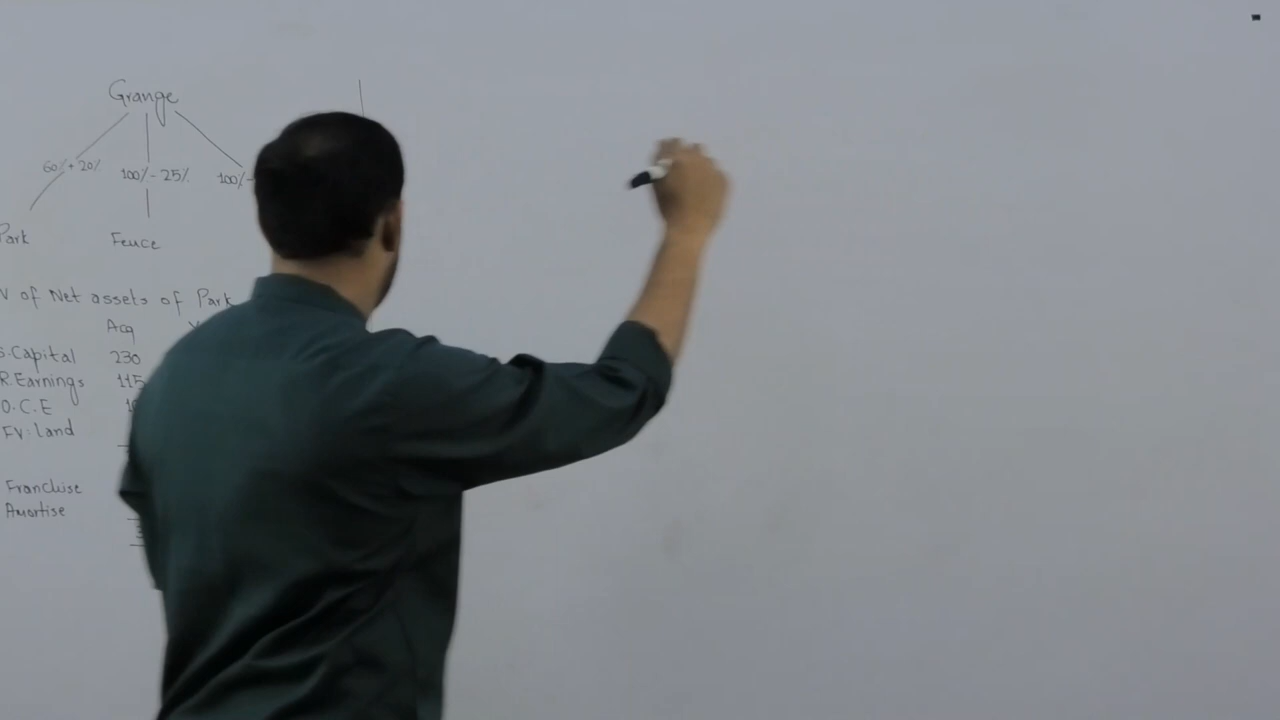 Grange
60% + 20% 100% - 25% 100% -
Park Fence
V of Net assets of Park
Acq
S.Capital 230
R.Earnings 115
O.C.E
FV: land
Franchise
Amortise